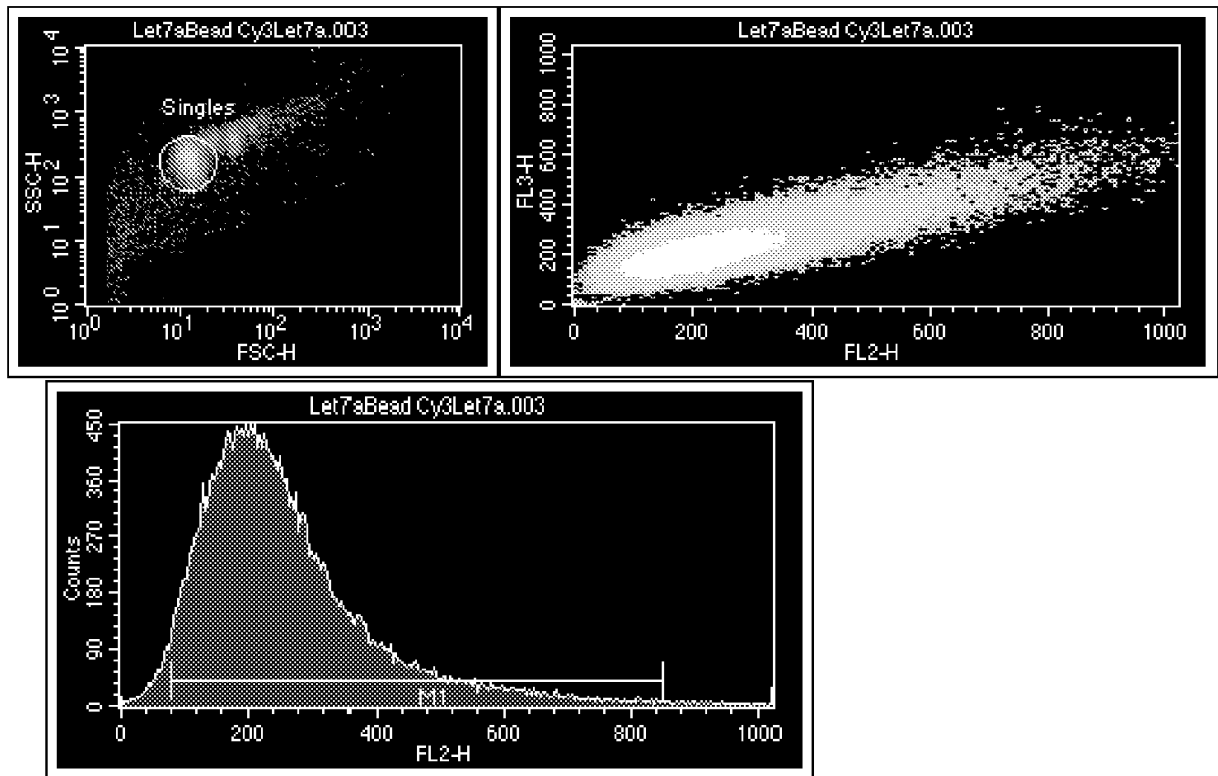 Let7aBead Cy3Let7a.003
SSC-H
10^4
10^3
10^2
10^1
10^0
Singles
10^0 10^1 10^2 10^3 10^4
FSC-H
Let7aBead Cy3Let7a.003
FL3-H
1000
800
600
400
200
0
0 200 400 600 800 1000
FL2-H
Let7aBead Cy3Let7a.003
Counts
450
360
270
180
90
0
M1
0 200 400 600 800 1000
FL2-H